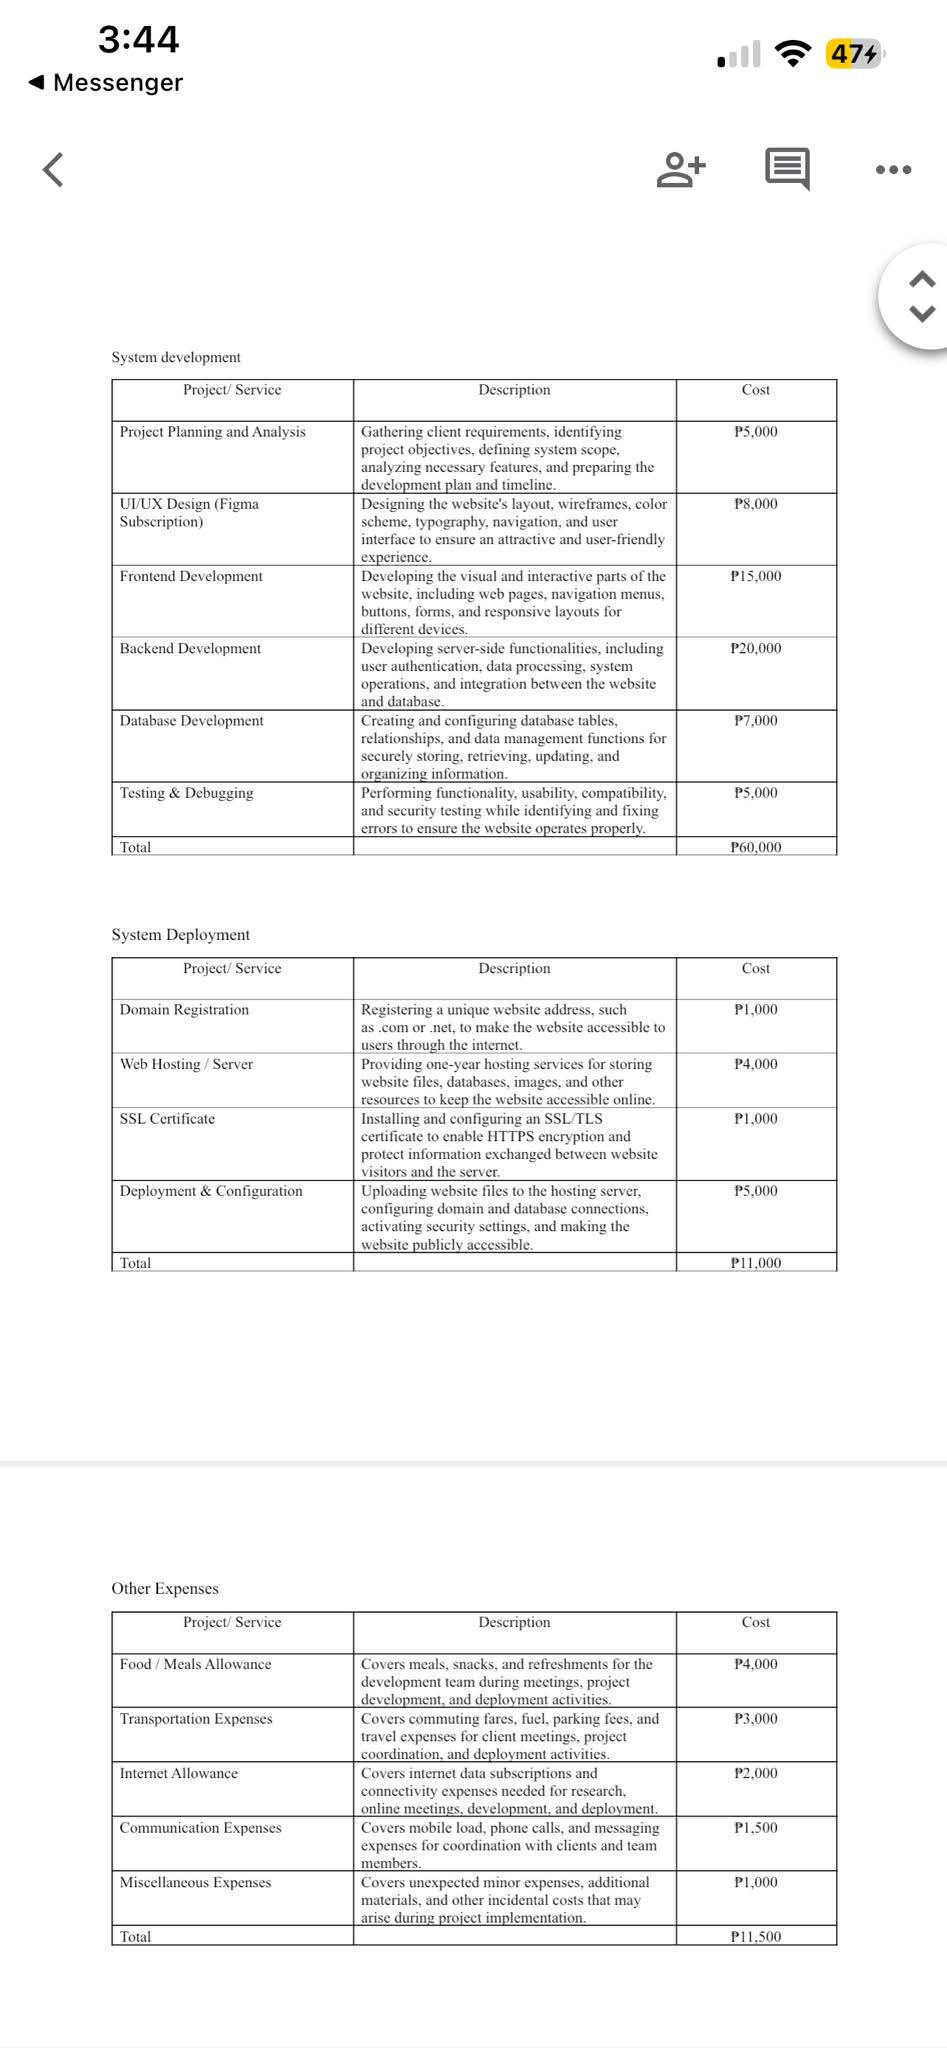 3:44
47
◀ Messenger
System development
Project/ Service Description Cost
Project Planning and Analysis Gathering client requirements, identifying ₱5,000
project objectives, defining system scope,
analyzing necessary features, and preparing the
development plan and timeline.
UI/UX Design (Figma Designing the website's layout, wireframes, color ₱8,000
Subscription) scheme, typography, navigation, and user
interface to ensure an attractive and user-friendly
experience.
Frontend Development Developing the visual and interactive parts of the ₱15,000
website, including web pages, navigation menus,
buttons, forms, and responsive layouts for
different devices.
Backend Development Developing server-side functionalities, including ₱20,000
user authentication, data processing, system
operations, and integration between the website
and database.
Database Development Creating and configuring database tables, ₱7,000
relationships, and data management functions for
securely storing, retrieving, updating, and
organizing information.
Testing & Debugging Performing functionality, usability, compatibility, ₱5,000
and security testing while identifying and fixing
errors to ensure the website operates properly.
Total ₱60,000
System Deployment
Project/ Service Description Cost
Domain Registration Registering a unique website address, such ₱1,000
as .com or .net, to make the website accessible to
users through the internet.
Web Hosting / Server Providing one-year hosting services for storing ₱4,000
website files, databases, images, and other
resources to keep the website accessible online.
SSL Certificate Installing and configuring an SSL/TLS ₱1,000
certificate to enable HTTPS encryption and
protect information exchanged between website
visitors and the server.
Deployment & Configuration Uploading website files to the hosting server, ₱5,000
configuring domain and database connections,
activating security settings, and making the
website publicly accessible.
Total ₱11,000
Other Expenses
Project/ Service Description Cost
Food / Meals Allowance Covers meals, snacks, and refreshments for the ₱4,000
development team during meetings, project
development, and deployment activities.
Transportation Expenses Covers commuting fares, fuel, parking fees, and ₱3,000
travel expenses for client meetings, project
coordination, and deployment activities.
Internet Allowance Covers internet data subscriptions and ₱2,000
connectivity expenses needed for research,
online meetings, development, and deployment.
Communication Expenses Covers mobile load, phone calls, and messaging ₱1,500
expenses for coordination with clients and team
members.
Miscellaneous Expenses Covers unexpected minor expenses, additional ₱1,000
materials, and other incidental costs that may
arise during project implementation.
Total ₱11,500